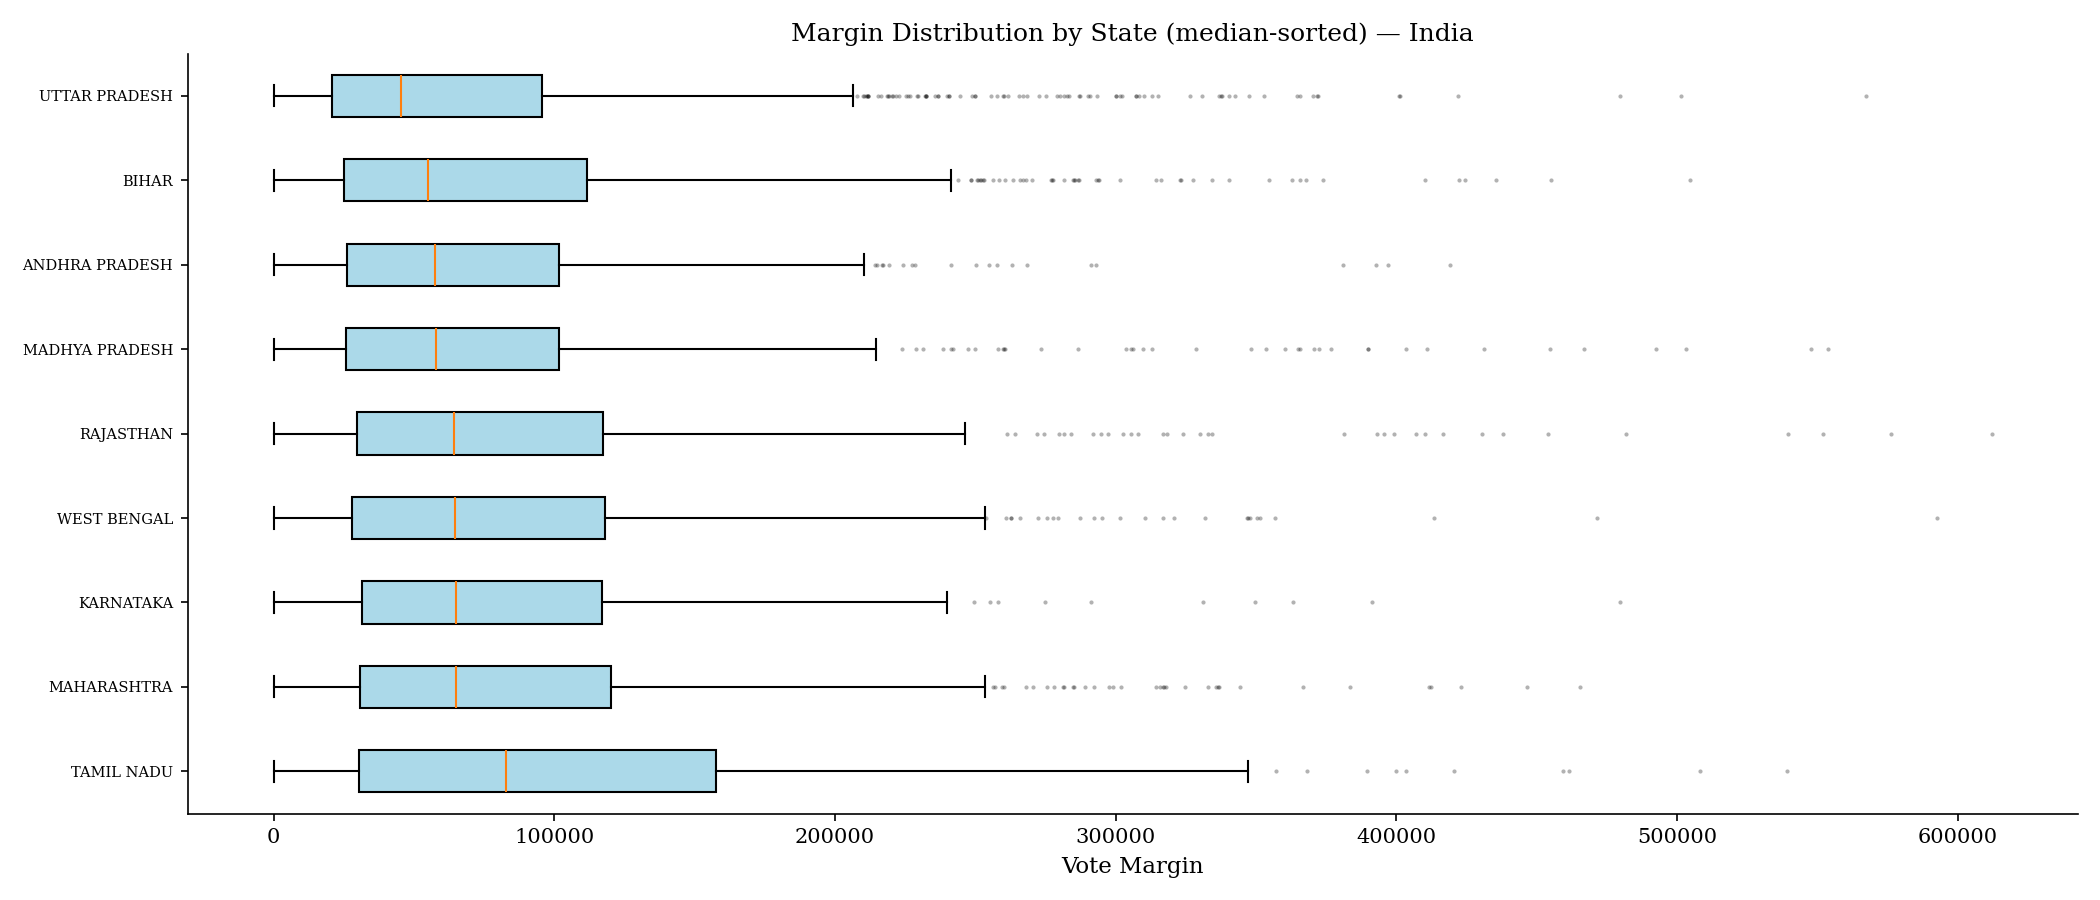 Margin Distribution by State (median-sorted) — India
UTTAR PRADESH
BIHAR
ANDHRA PRADESH
MADHYA PRADESH
RAJASTHAN
WEST BENGAL
KARNATAKA
MAHARASHTRA
TAMIL NADU
0 100000 200000 300000 400000 500000 600000
Vote Margin